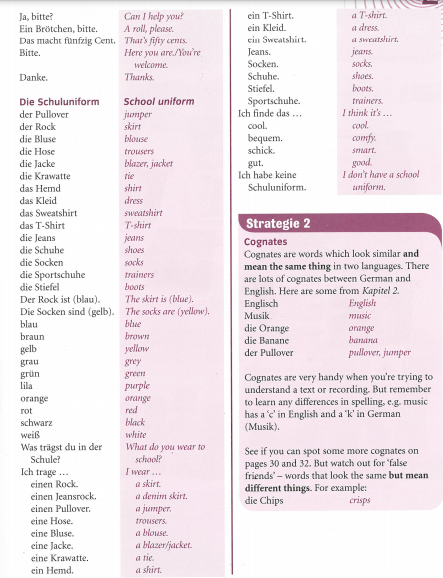 Ja, bitte? Can I help you?
Ein Brötchen, bitte. A roll, please.
Das macht fünfzig Cent. That's fifty cents.
Bitte. Here you are./You're
welcome.
Danke. Thanks.
Die Schuluniform School uniform
der Pullover jumper
der Rock skirt
die Bluse blouse
die Hose trousers
die Jacke blazer, jacket
die Krawatte tie
das Hemd shirt
das Kleid dress
das Sweatshirt sweatshirt
das T-Shirt T-shirt
die Jeans jeans
die Schuhe shoes
die Socken socks
die Sportschuhe trainers
die Stiefel boots
Der Rock ist (blau). The skirt is (blue).
Die Socken sind (gelb). The socks are (yellow).
blau blue
braun brown
gelb yellow
grau grey
grün green
lila purple
orange orange
rot red
schwarz black
weiß white
Was trägst du in der What do you wear to
Schule? school?
Ich trage … I wear …
einen Rock. a skirt.
einen Jeansrock. a denim skirt.
einen Pullover. a jumper.
eine Hose. trousers.
eine Bluse. a blouse.
eine Jacke. a blazer/jacket.
eine Krawatte. a tie.
ein Hemd. a shirt.
ein T-Shirt. a T-shirt.
ein Kleid. a dress.
ein Sweatshirt. a sweatshirt.
Jeans. jeans.
Socken. socks.
Schuhe. shoes.
Stiefel. boots.
Sportschuhe. trainers.
Ich finde das … I think it's …
cool. cool.
bequem. comfy.
schick. smart.
gut. good.
Ich habe keine I don't have a school
Schuluniform. uniform.
Strategie 2
Cognates
Cognates are words which look similar and
mean the same thing in two languages. There
are lots of cognates between German and
English. Here are some from Kapitel 2.
Englisch English
Musik music
die Orange orange
die Banane banana
der Pullover pullover, jumper
Cognates are very handy when you're trying to
understand a text or recording. But remember
to learn any differences in spelling, e.g. music
has a 'c' in English and a 'k' in German
(Musik).
See if you can spot some more cognates on
pages 30 and 32. But watch out for 'false
friends' – words that look the same but mean
different things. For example:
die Chips crisps